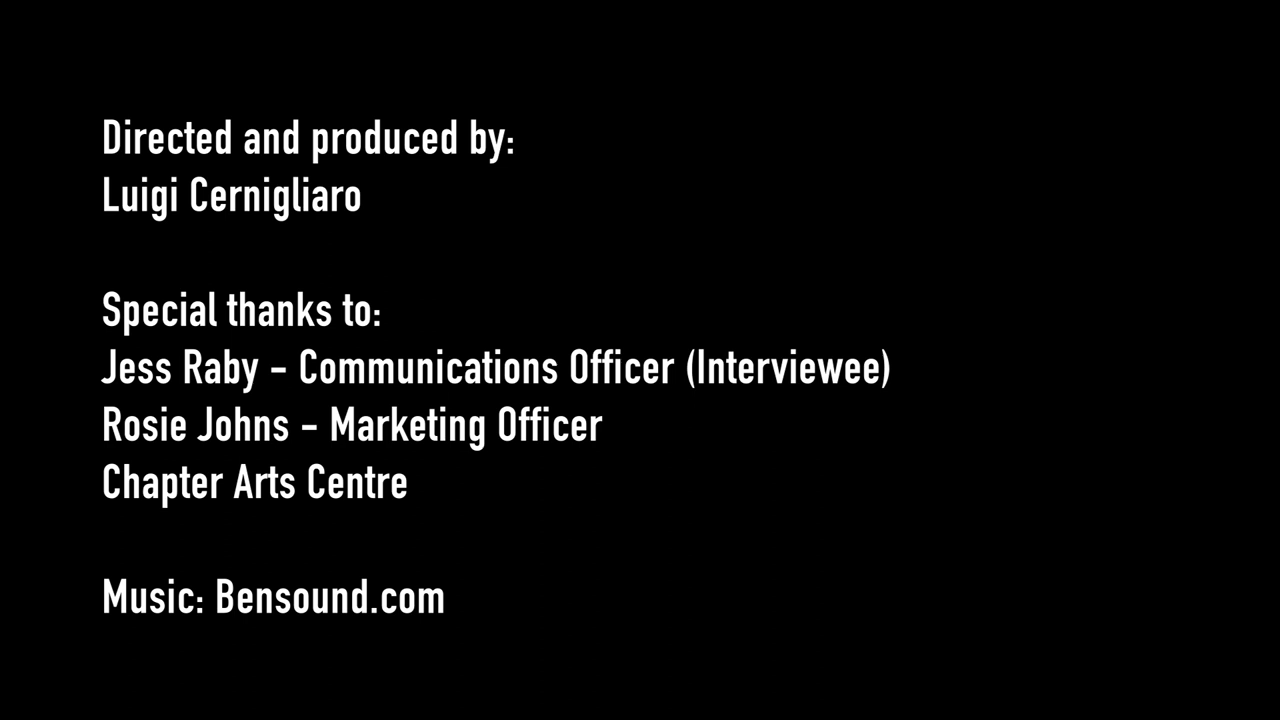 Directed and produced by:
Luigi Cernigliaro
Special thanks to:
Jess Raby - Communications Officer (Interviewee)
Rosie Johns - Marketing Officer
Chapter Arts Centre
Music: Bensound.com